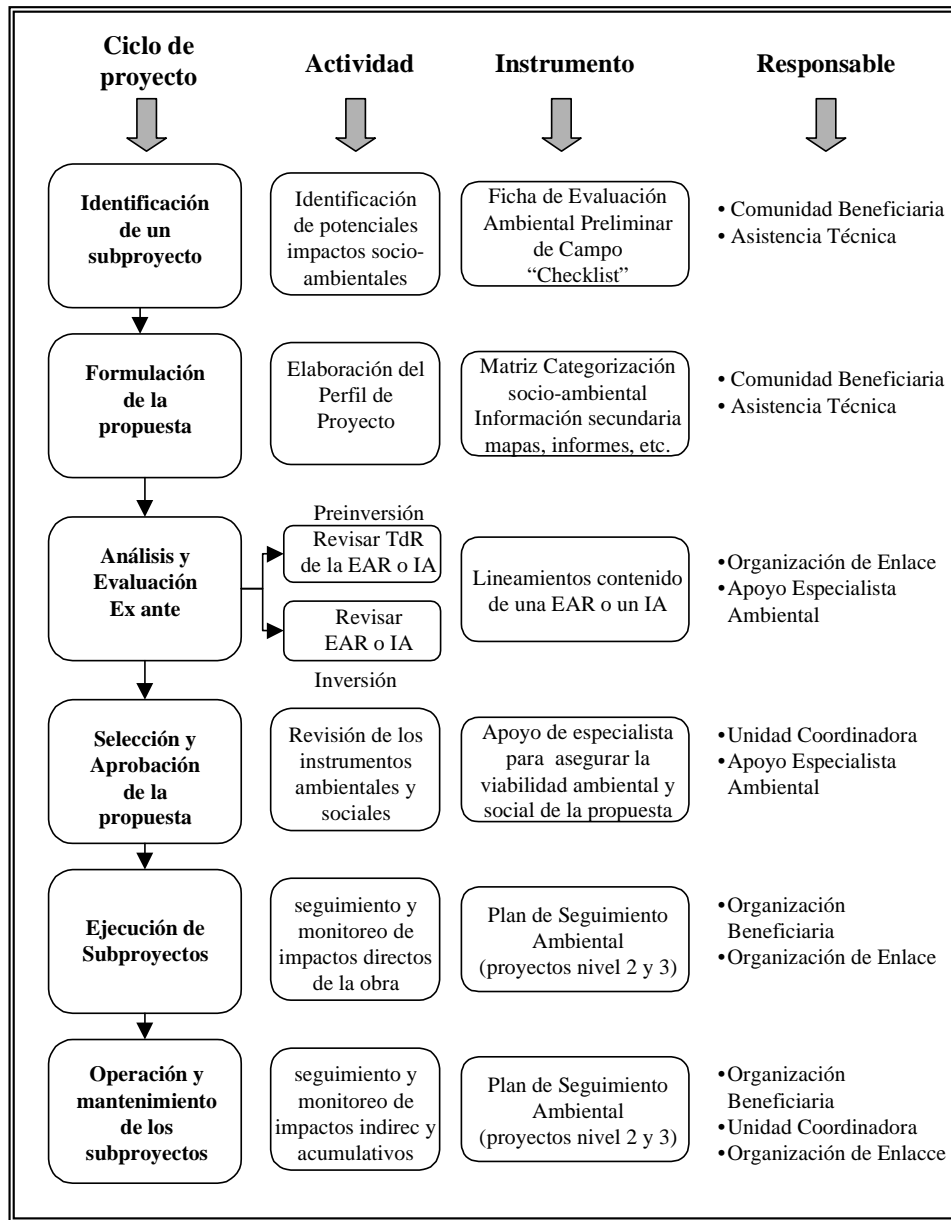 Ciclo de
proyecto
Actividad
Instrumento
Responsable
Identificación
de un
subproyecto
Identificación
de potenciales
impactos socio-
ambientales
Ficha de Evaluación
Ambiental Preliminar
de Campo
“Checklist”
• Comunidad Beneficiaria
• Asistencia Técnica
Formulación
de la
propuesta
Elaboración del
Perfil de
Proyecto
Matriz Categorización
socio-ambiental
Información secundaria
mapas, informes, etc.
• Comunidad Beneficiaria
• Asistencia Técnica
Análisis y
Evaluación
Ex ante
Preinversión
Revisar TdR
de la EAR o IA
Revisar
EAR o IA
Inversión
Lineamientos contenido
de una EAR o un IA
• Organización de Enlace
• Apoyo Especialista
Ambiental
Selección y
Aprobación
de la
propuesta
Revisión de los
instrumentos
ambientales y
sociales
Apoyo de especialista
para asegurar la
viabilidad ambiental y
social de la propuesta
• Unidad Coordinadora
• Apoyo Especialista
Ambiental
Ejecución de
Subproyectos
seguimiento y
monitoreo de
impactos directos
de la obra
Plan de Seguimiento
Ambiental
(proyectos nivel 2 y 3)
• Organización
Beneficiaria
• Organización de Enlace
Operación y
mantenimiento
de los
subproyectos
seguimiento y
monitoreo de
impactos indirec y
acumulativos
Plan de Seguimiento
Ambiental
(proyectos nivel 2 y 3)
• Organización
Beneficiaria
• Unidad Coordinadora
• Organización de Enlacce